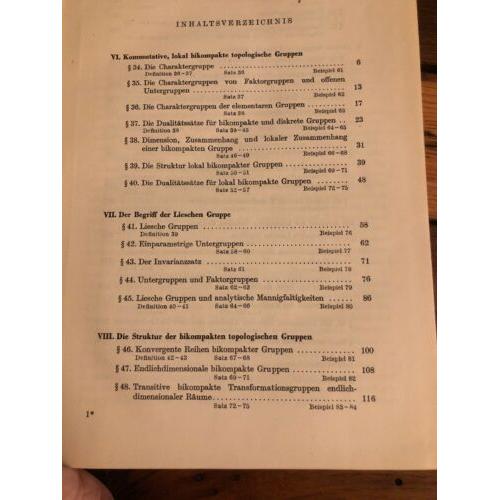 INHALTSVERZEICHNIS
VI. Kommutative, lokal bikompakte topologische Gruppen
§ 34. Die Charaktergruppe ........ 6
Definition 36–37 Satz 36 Beispiel 61
§ 35. Die Charaktergruppen von Faktorgruppen und offenen
Untergruppen ........ 13
Satz 37 Beispiel 62
§ 36. Die Charaktergruppen der elementaren Gruppen ........ 17
Satz 38 Beispiel 63
§ 37. Die Dualitätssätze für bikompakte und diskrete Gruppen .. 23
Definition 38 Satz 39–45 Beispiel 64–65
§ 38. Dimension, Zusammenhang und lokaler Zusammenhang
einer bikompakten Gruppe ........ 31
Satz 46–49 Beispiel 66–68
§ 39. Die Struktur lokal bikompakter Gruppen ........ 39
Satz 50–51 Beispiel 69–71
§ 40. Die Dualitätssätze für lokal bikompakte Gruppen ........ 48
Satz 52–57 Beispiel 72–75
VII. Der Begriff der Lieschen Gruppe
§ 41. Liesche Gruppen ........ 58
Definition 39 Beispiel 76
§ 42. Einparametrige Untergruppen ........ 62
Satz 58–60 Beispiel 77
§ 43. Der Invarianzsatz ........ 71
Satz 61 Beispiel 78
§ 44. Untergruppen und Faktorgruppen ........ 76
Satz 62–63 Beispiel 79
§ 45. Liesche Gruppen und analytische Mannigfaltigkeiten ........ 86
Definition 40–41 Satz 64–66 Beispiel 80
VIII. Die Struktur der bikompakten topologischen Gruppen
§ 46. Konvergente Reihen bikompakter Gruppen ........ 100
Definition 42–43 Satz 67–68 Beispiel 81
§ 47. Endlichdimensionale bikompakte Gruppen ........ 108
Satz 69–71 Beispiel 82
§ 48. Transitive bikompakte Transformationsgruppen endlich-
dimensionaler Räume ........ 116
Satz 72–75 Beispiel 83–84
1*